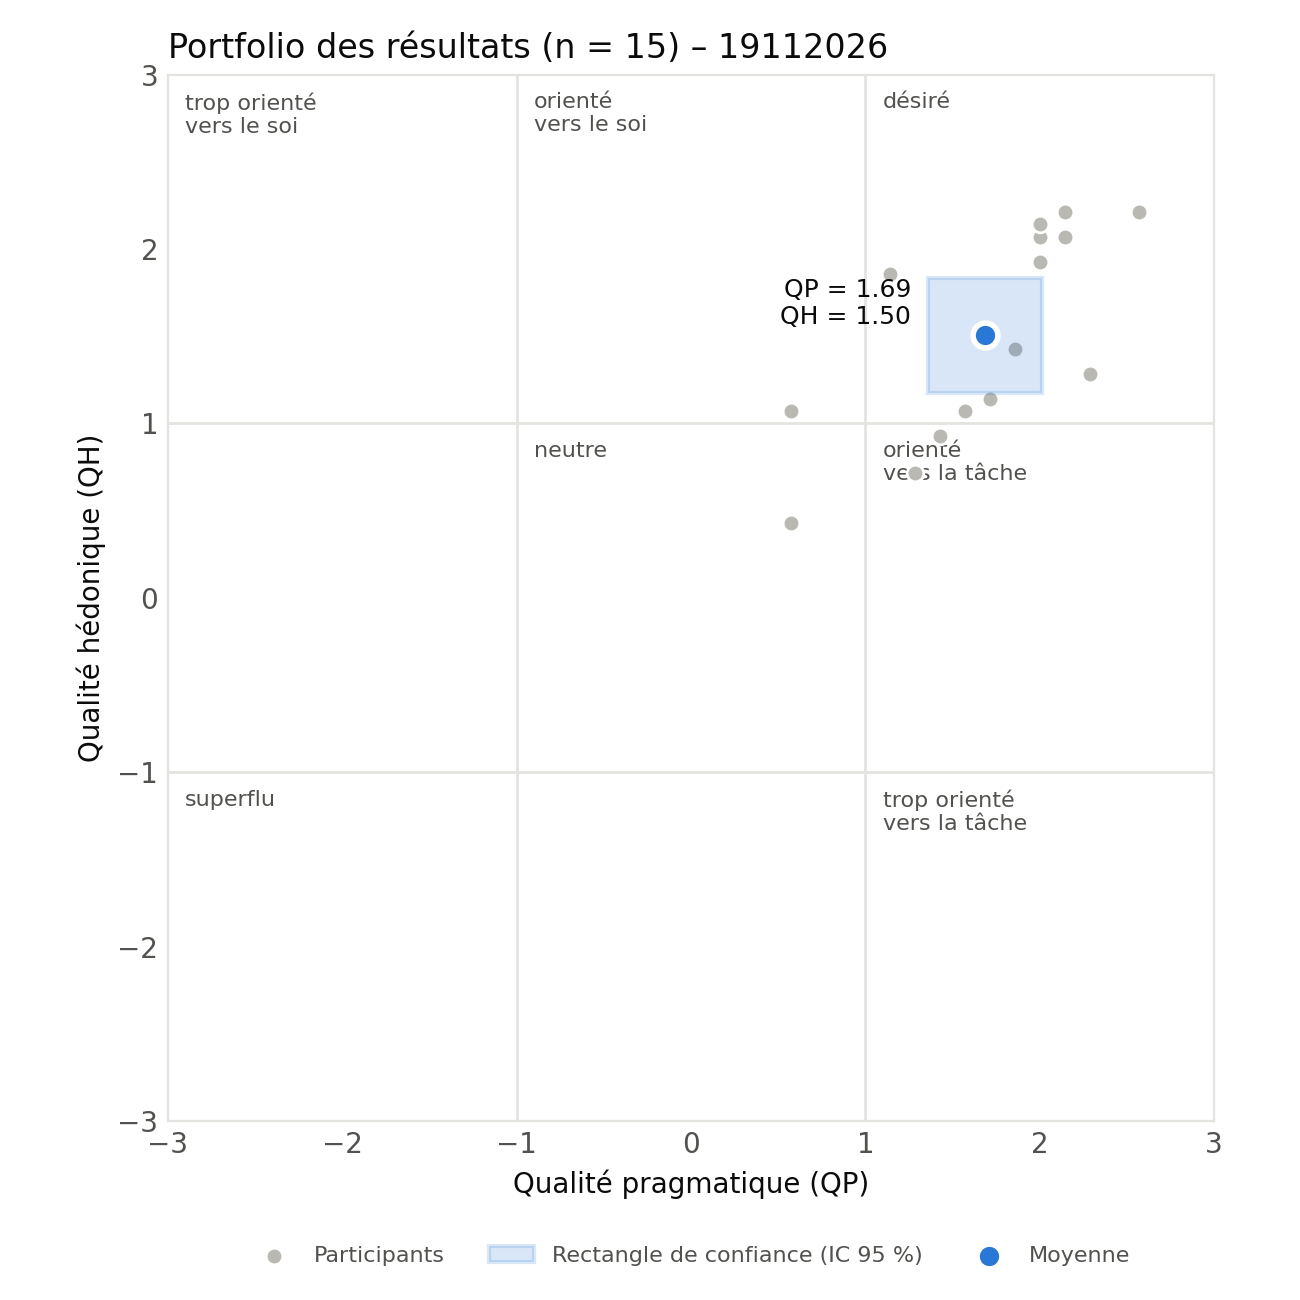 Portfolio des résultats (n = 15) – 19112026
trop orienté
vers le soi
orienté
vers le soi
désiré
QP = 1.69
QH = 1.50
neutre
orienté
vers la tâche
superflu
trop orienté
vers la tâche
3
2
1
0
−1
−2
−3
−3
−2
−1
0
1
2
3
Qualité hédonique (QH)
Qualité pragmatique (QP)
Participants
Rectangle de confiance (IC 95 %)
Moyenne